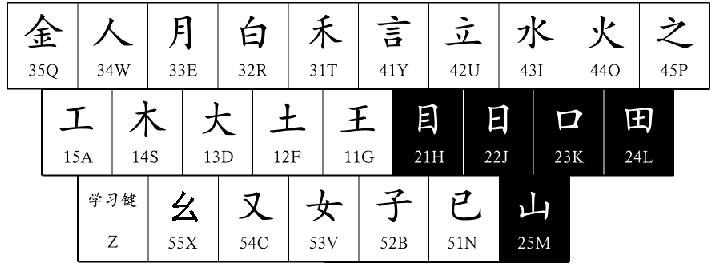 金 人 月 白 禾 言 立 水 火 之
35Q 34W 33E 32R 31T 41Y 42U 43I 44O 45P
工 木 大 土 王 目 日 口 田
15A 14S 13D 12F 11G 21H 22J 23K 24L
学习键 幺 又 女 子 已 山
Z 55X 54C 53V 52B 51N 25M